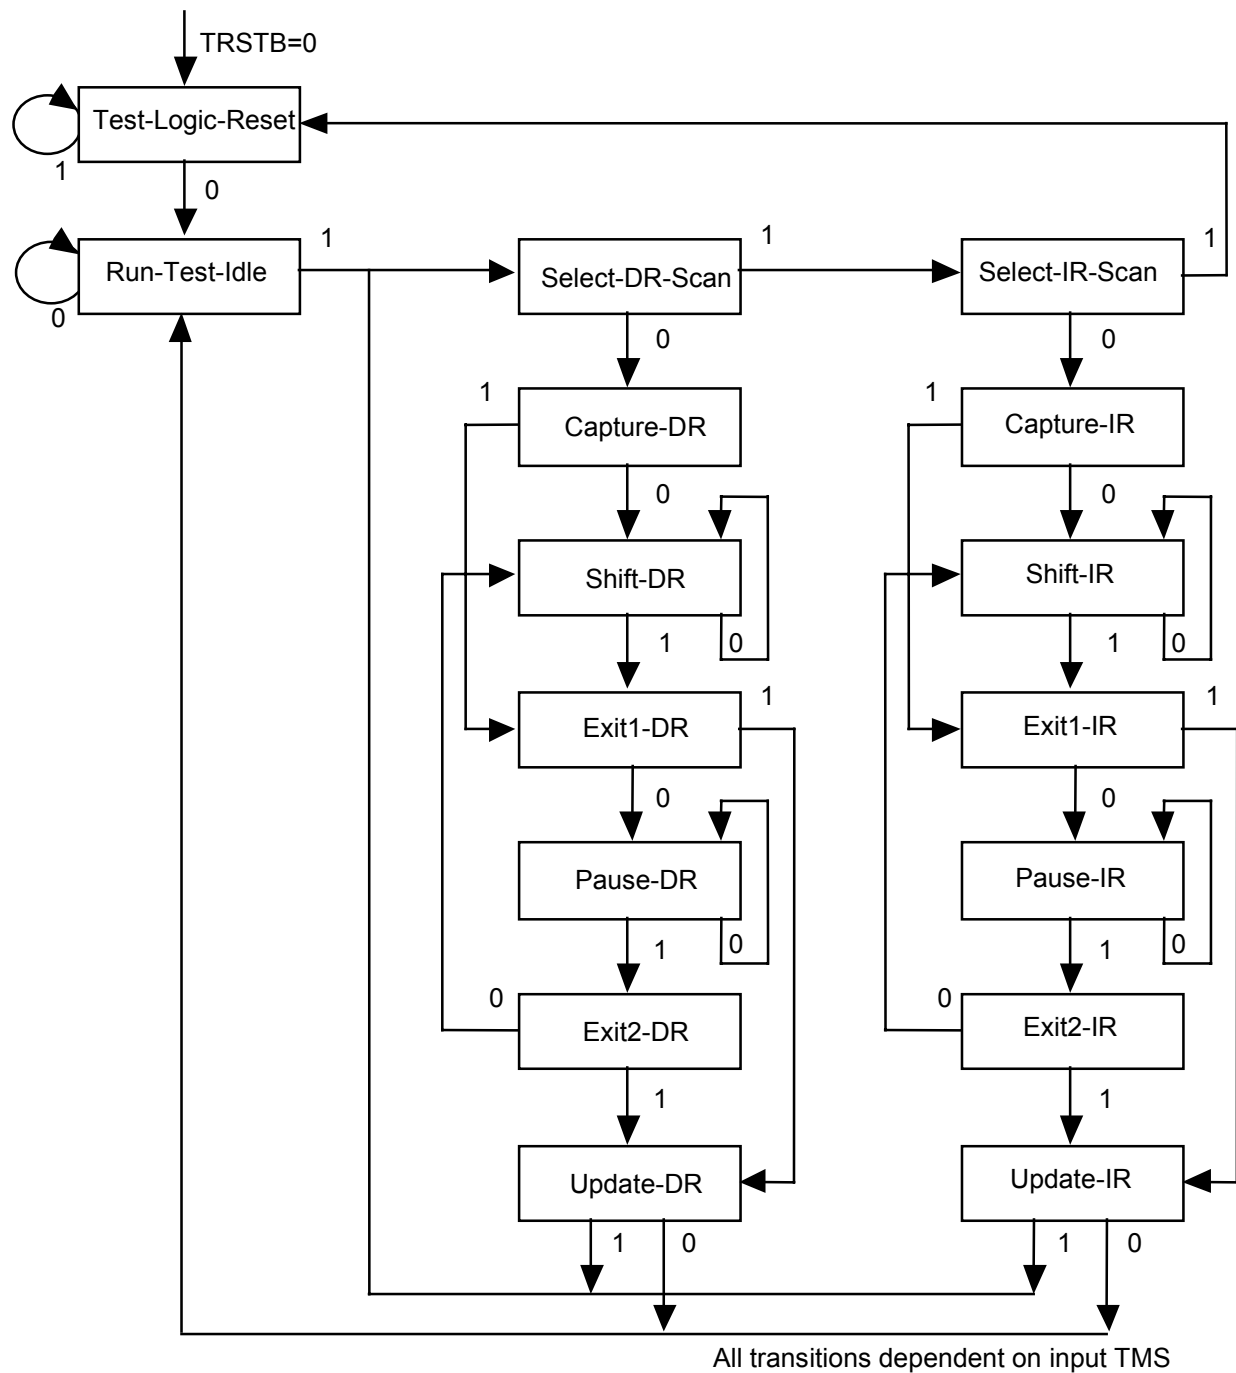 TRSTB=0
Test-Logic-Reset
1
0
Run-Test-Idle
1
0
Select-DR-Scan
1
Select-IR-Scan
1
0
0
1
Capture-DR
1
Capture-IR
0
0
Shift-DR
Shift-IR
1
0
1
0
Exit1-DR
1
Exit1-IR
1
0
0
Pause-DR
Pause-IR
1
0
1
0
0
Exit2-DR
0
Exit2-IR
1
1
Update-DR
Update-IR
1
0
1
0
All transitions dependent on input TMS